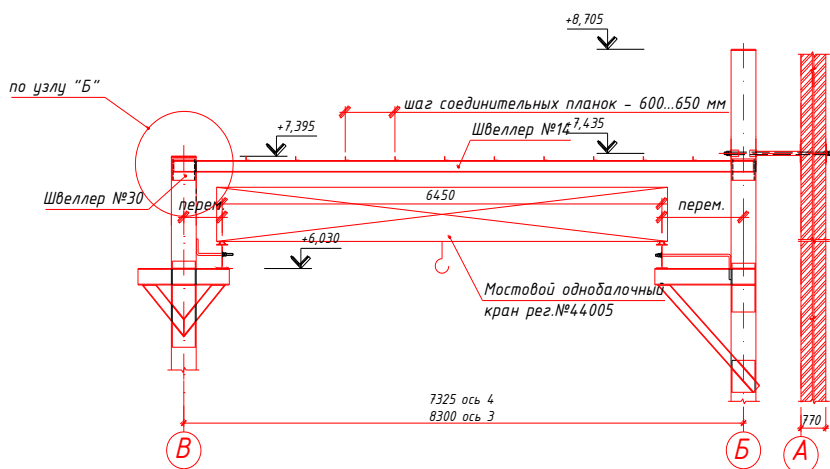 +8,705
по узлу "Б"
шаг соединительных планок - 600...650 мм
+7,395
Швеллер №14
+7,435
Швеллер №30
перем.
6450
перем.
+6,030
Мостовой однобалочный
кран рег.№44005
7325 ось 4
8300 ось 3
770
В
Б
А